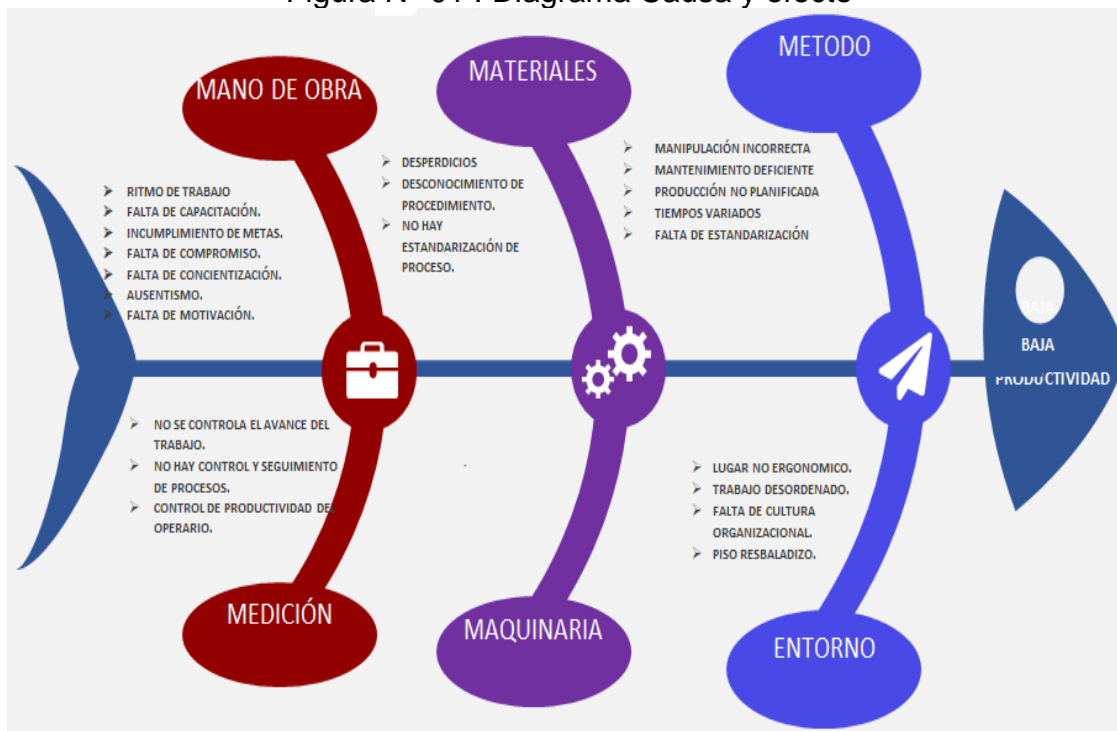 Figura N° 01 : Diagrama Causa y efecto
MANO DE OBRA
MATERIALES
METODO
RITMO DE TRABAJO
FALTA DE CAPACITACIÓN.
INCUMPLIMIENTO DE METAS.
FALTA DE COMPROMISO.
FALTA DE CONCIENTIZACIÓN.
AUSENTISMO.
FALTA DE MOTIVACIÓN.
DESPERDICIOS
DESCONOCIMIENTO DE
PROCEDIMIENTO.
NO HAY
ESTANDARIZACIÓN DE
PROCESO.
MANIPULACIÓN INCORRECTA
MANTENIMIENTO DEFICIENTE
PRODUCCIÓN NO PLANIFICADA
TIEMPOS VARIADOS
FALTA DE ESTANDARIZACIÓN
BAJA
BAJA
PRODUCTIVIDAD
NO SE CONTROLA EL AVANCE DEL
TRABAJO.
NO HAY CONTROL Y SEGUIMIENTO
DE PROCESOS.
CONTROL DE PRODUCTIVIDAD DEL
OPERARIO.
LUGAR NO ERGONOMICO.
TRABAJO DESORDENADO.
FALTA DE CULTURA
ORGANIZACIONAL.
PISO RESBALADIZO.
MEDICIÓN
MAQUINARIA
ENTORNO